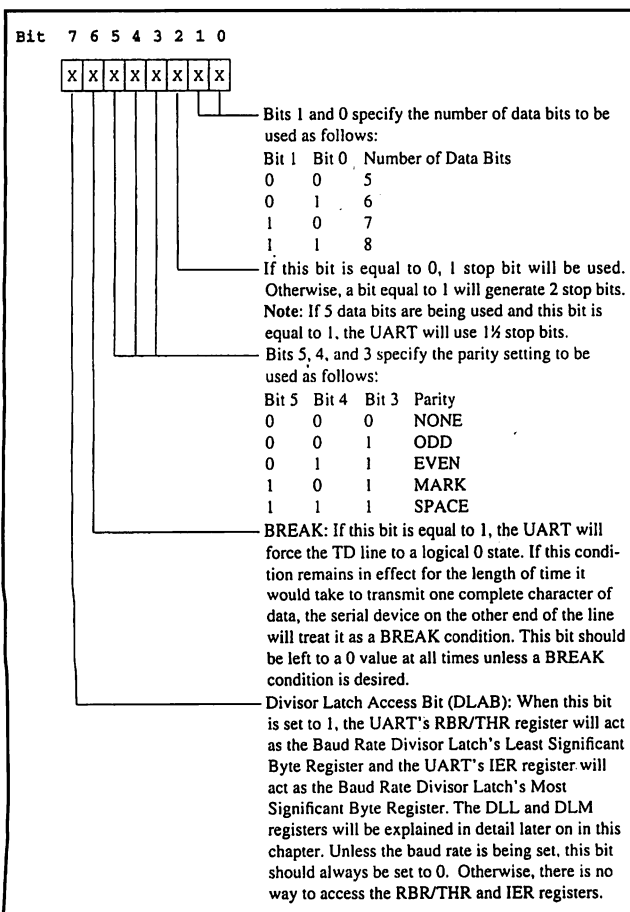 Bit 7 6 5 4 3 2 1 0
X X X X X X X X
Bits 1 and 0 specify the number of data bits to be
used as follows:
Bit 1 Bit 0 Number of Data Bits
0 0 5
0 1 6
1 0 7
1 1 8
If this bit is equal to 0, 1 stop bit will be used.
Otherwise, a bit equal to 1 will generate 2 stop bits.
Note: If 5 data bits are being used and this bit is
equal to 1, the UART will use 1½ stop bits.
Bits 5, 4, and 3 specify the parity setting to be
used as follows:
Bit 5 Bit 4 Bit 3 Parity
0 0 0 NONE
0 0 1 ODD
0 1 1 EVEN
1 0 1 MARK
1 1 1 SPACE
BREAK: If this bit is equal to 1, the UART will
force the TD line to a logical 0 state. If this condi-
tion remains in effect for the length of time it
would take to transmit one complete character of
data, the serial device on the other end of the line
will treat it as a BREAK condition. This bit should
be left to a 0 value at all times unless a BREAK
condition is desired.
Divisor Latch Access Bit (DLAB): When this bit
is set to 1, the UART's RBR/THR register will act
as the Baud Rate Divisor Latch's Least Significant
Byte Register and the UART's IER register will
act as the Baud Rate Divisor Latch's Most
Significant Byte Register. The DLL and DLM
registers will be explained in detail later on in this
chapter. Unless the baud rate is being set, this bit
should always be set to 0. Otherwise, there is no
way to access the RBR/THR and IER registers.